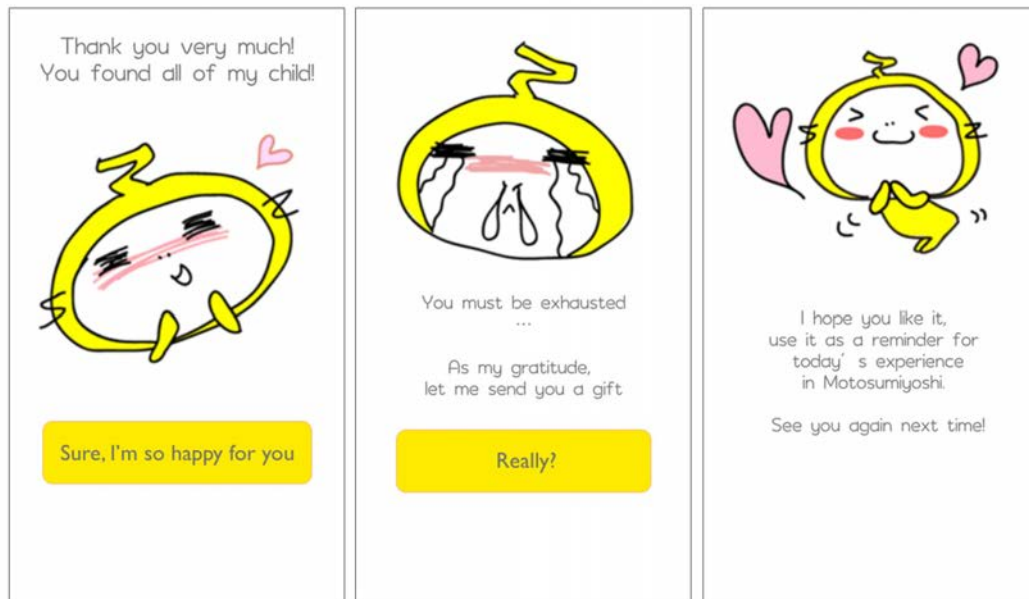 Thank you very much!
You found all of my child!
Sure, I'm so happy for you
You must be exhausted
...
As my gratitude,
let me send you a gift
Really?
I hope you like it,
use it as a reminder for
today's experience
in Motosumiyoshi.
See you again next time!